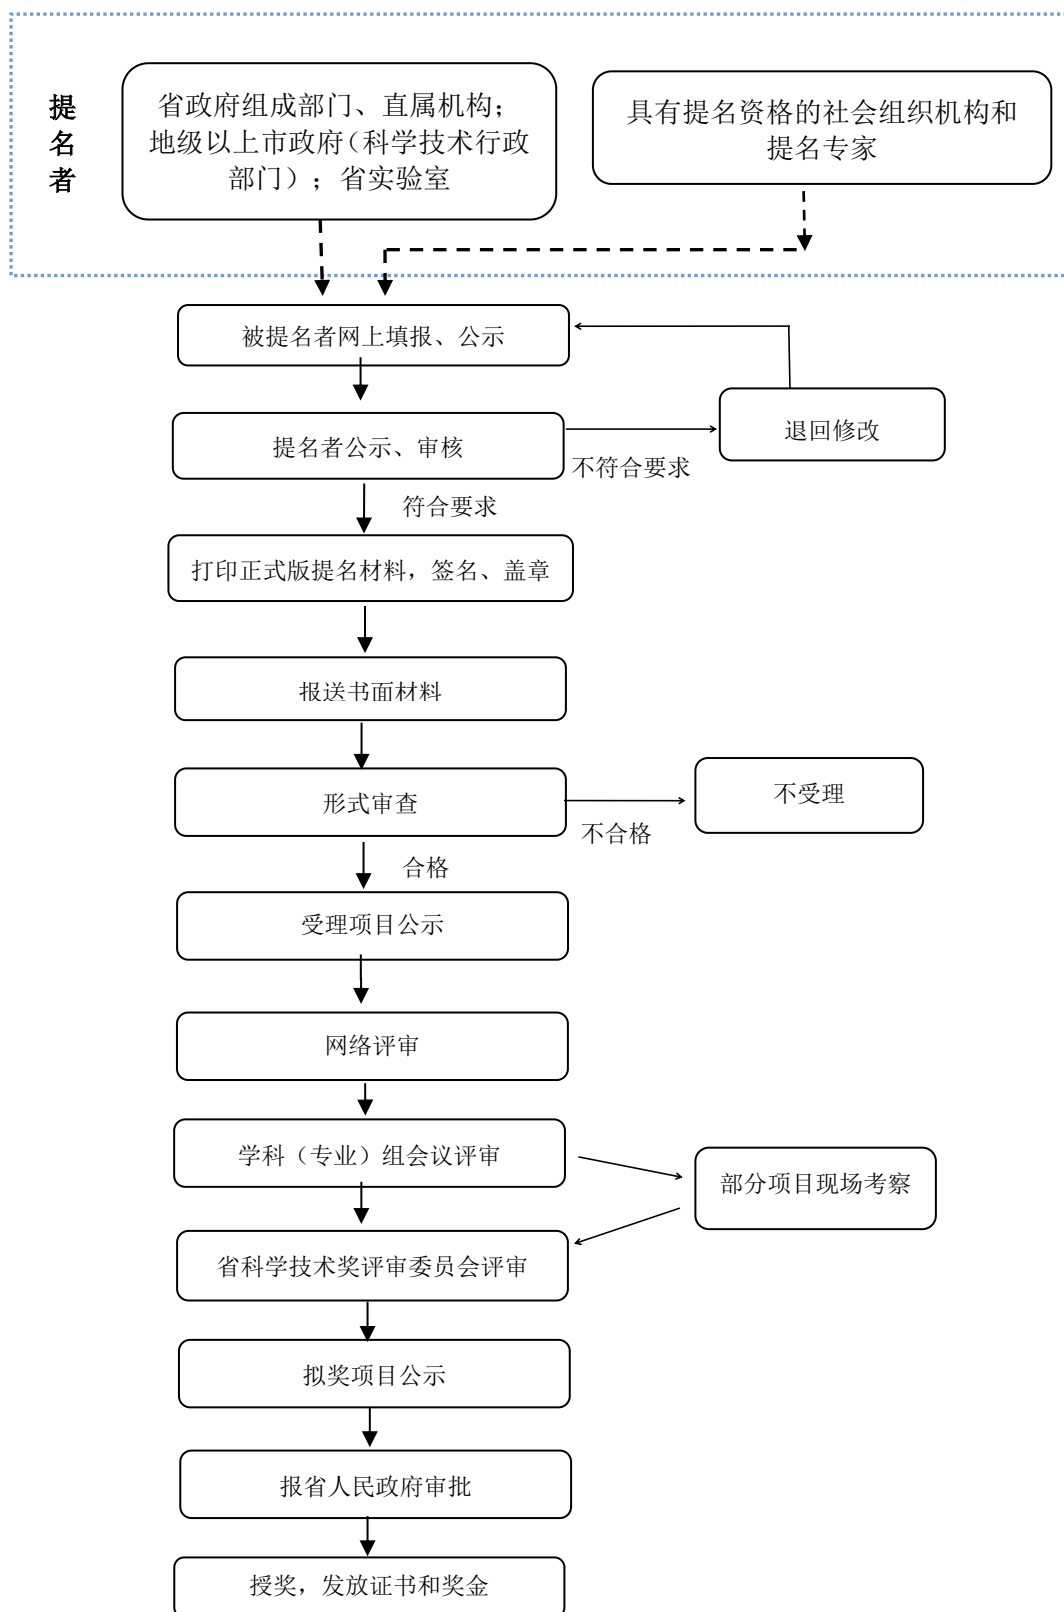 提
名
者
省政府组成部门、直属机构；
地级以上市政府（科学技术行政
部门）；省实验室
具有提名资格的社会组织机构和
提名专家
被提名者网上填报、公示
提名者公示、审核
不符合要求
退回修改
符合要求
打印正式版提名材料，签名、盖章
报送书面材料
形式审查
不合格
不受理
合格
受理项目公示
网络评审
学科（专业）组会议评审
部分项目现场考察
省科学技术奖评审委员会评审
拟奖项目公示
报省人民政府审批
授奖，发放证书和奖金